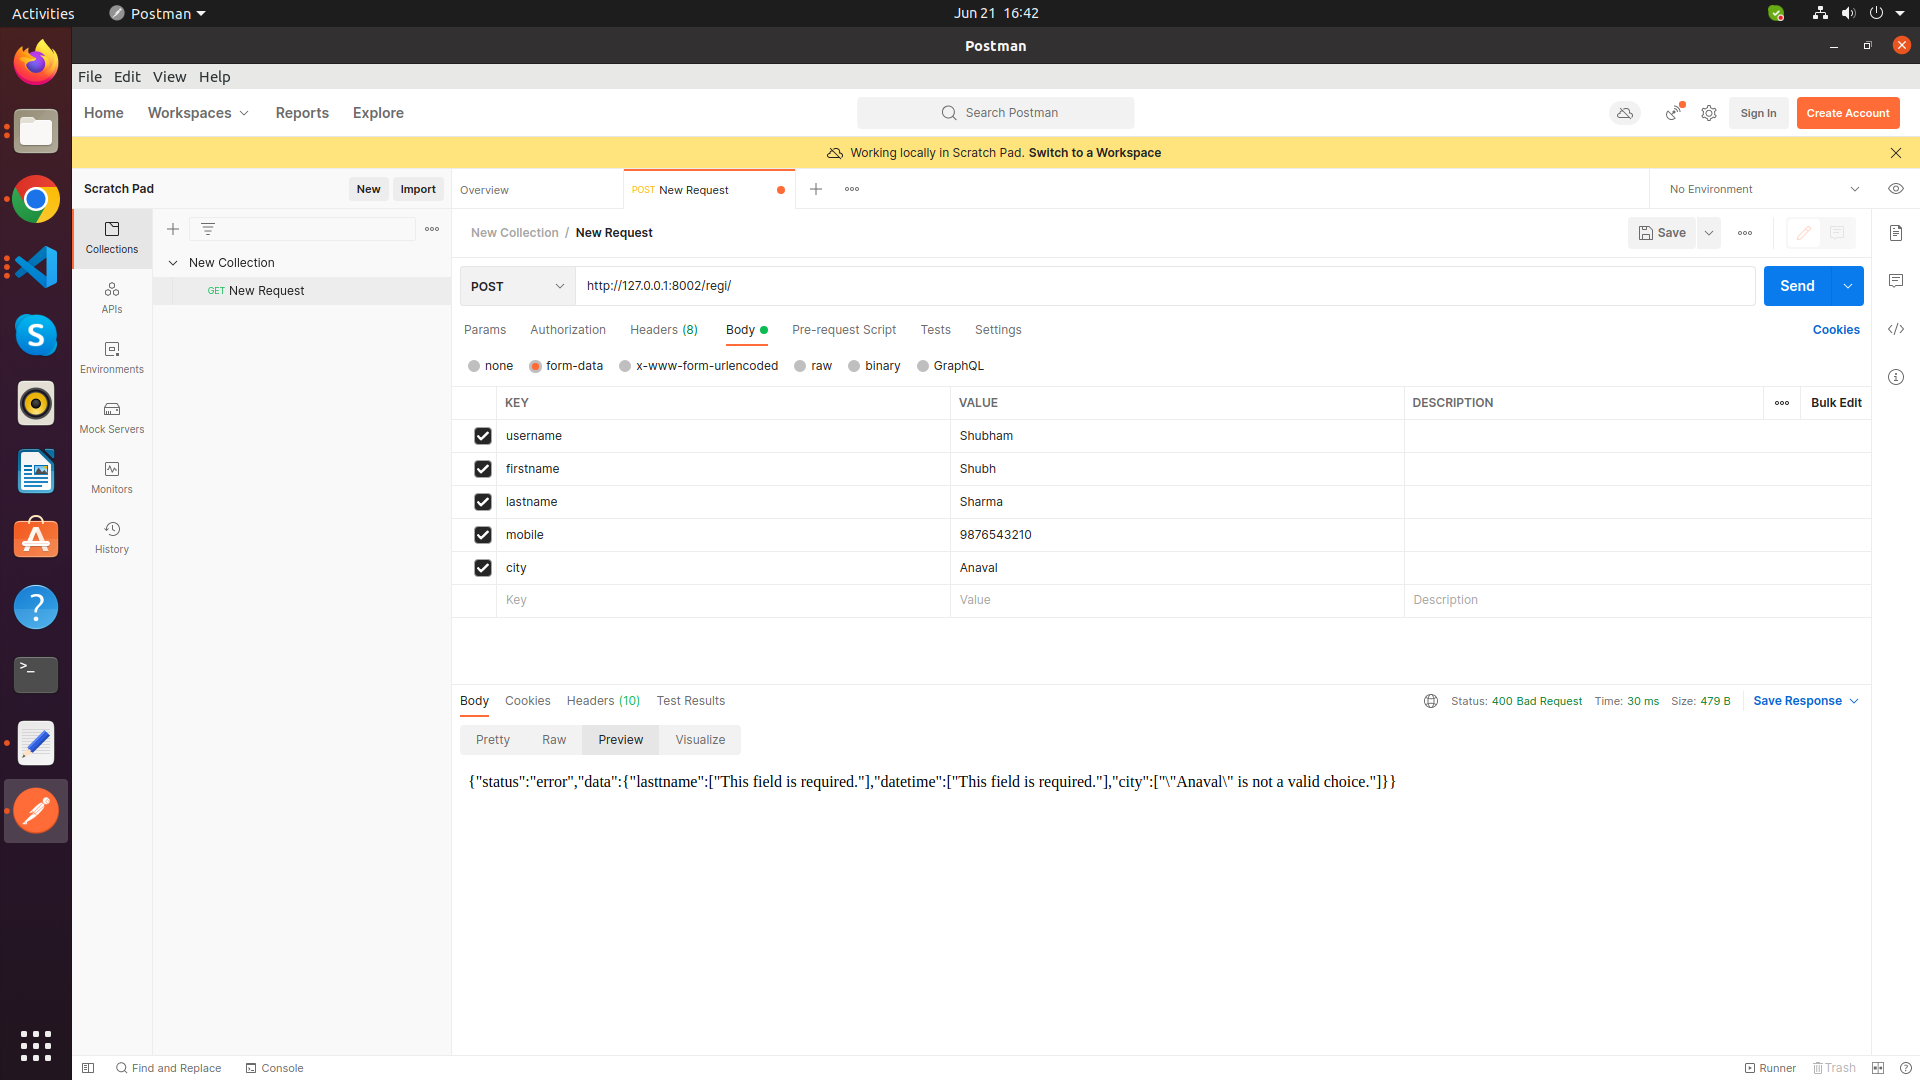 Activities Postman Jun 21 16:42
Postman
File Edit View Help
Home Workspaces Reports Explore Search Postman Sign In Create Account
Working locally in Scratch Pad. Switch to a Workspace
Scratch Pad New Import Overview POST New Request No Environment
Collections
New Collection / New Request Save
New Collection
GET New Request
APIs
Environments
Mock Servers
Monitors
History
POST http://127.0.0.1:8002/regi/ Send
Params Authorization Headers (8) Body Pre-request Script Tests Settings Cookies
none form-data x-www-form-urlencoded raw binary GraphQL
KEY VALUE DESCRIPTION Bulk Edit
username Shubham
firstname Shubh
lastname Sharma
mobile 9876543210
city Anaval
Key Value Description
Body Cookies Headers (10) Test Results Status: 400 Bad Request Time: 30 ms Size: 479 B Save Response
Pretty Raw Preview Visualize
{"status":"error","data":{"lasttname":["This field is required."],"datetime":["This field is required."],"city":["\"Anaval\" is not a valid choice."]}}
Find and Replace Console Runner Trash